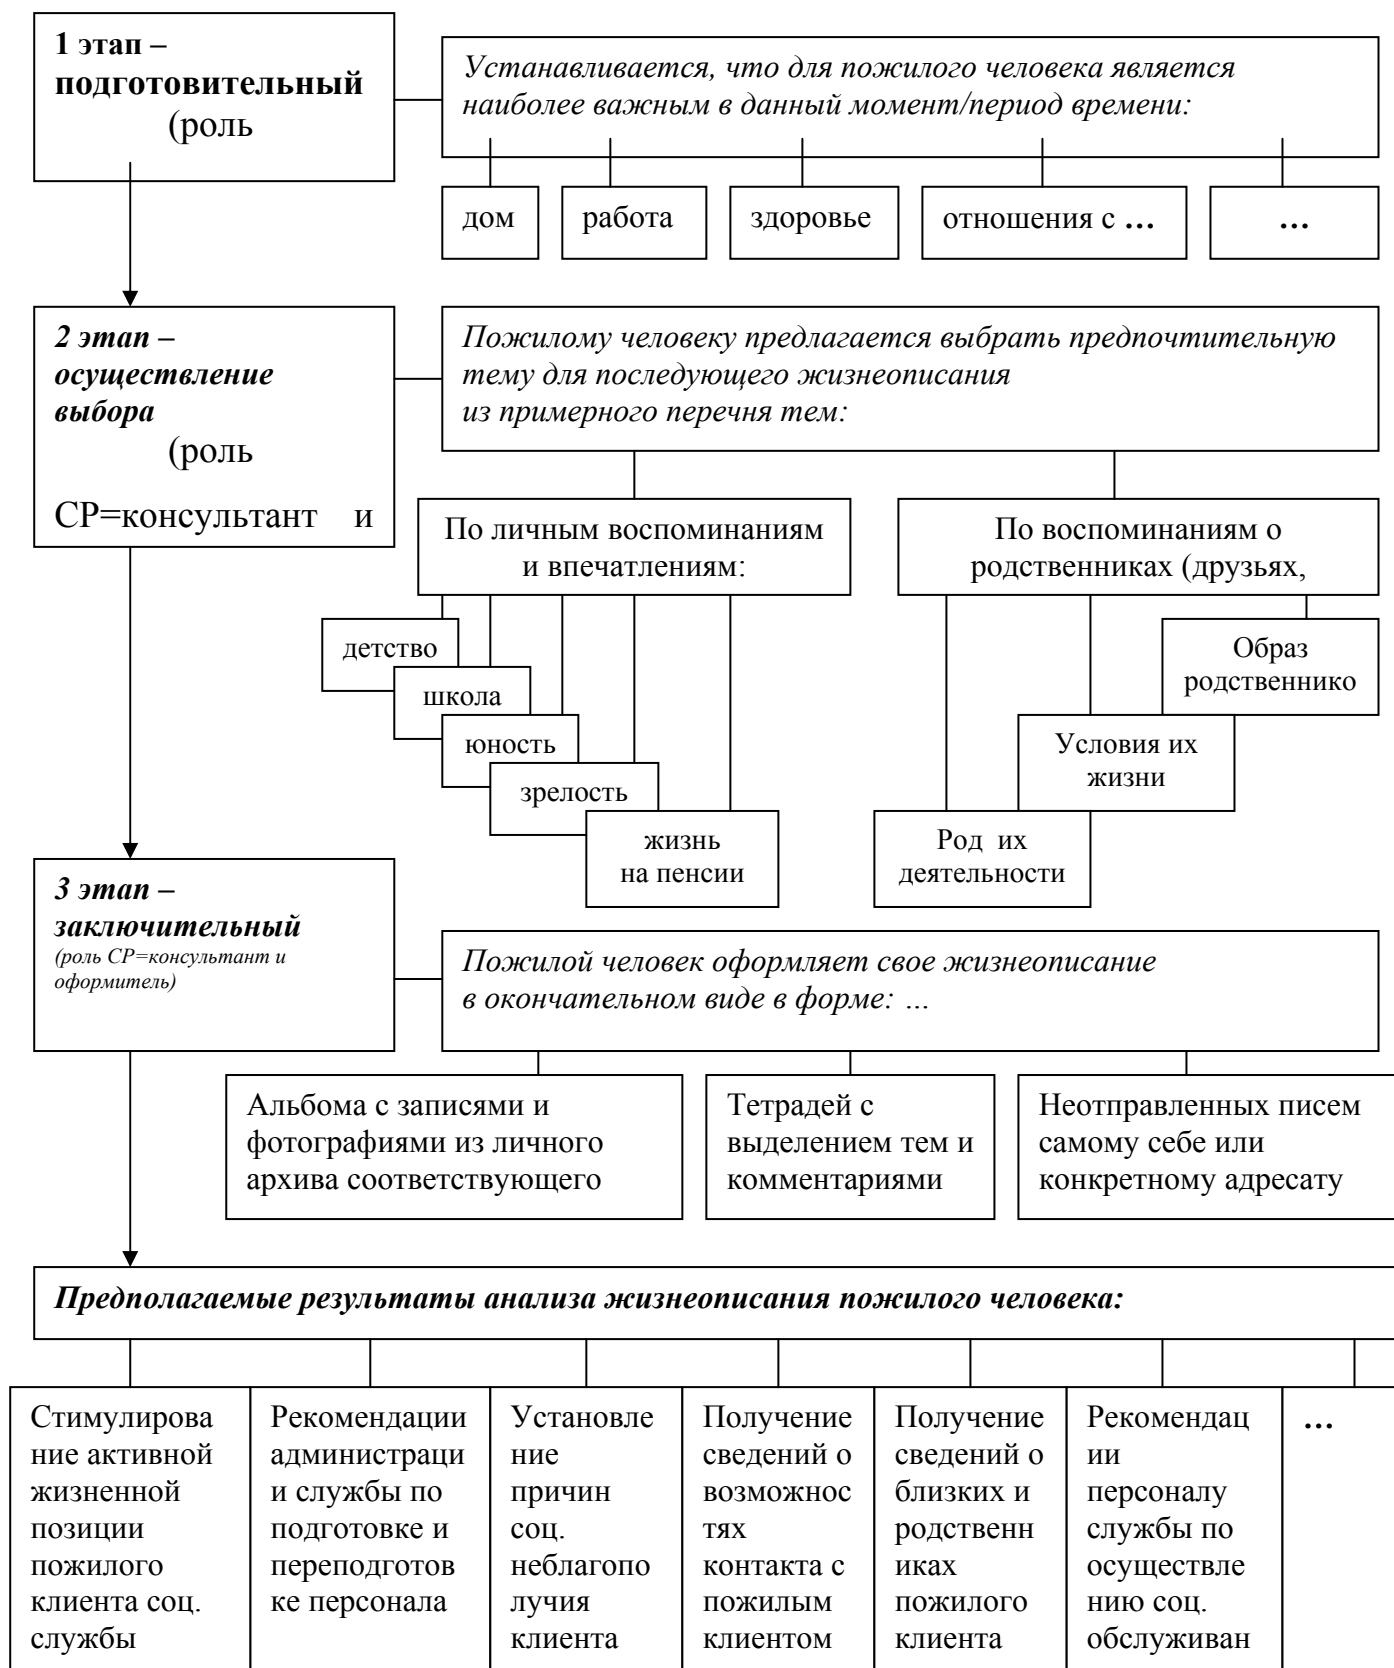 1 этап –
подготовительный
(роль
Устанавливается, что для пожилого человека является
наиболее важным в данный момент/период времени:
дом
работа
здоровье
отношения с ...
...
2 этап –
осуществление
выбора
(роль
СР=консультант и
Пожилому человеку предлагается выбрать предпочтительную
тему для последующего жизнеописания
из примерного перечня тем:
По личным воспоминаниям
и впечатлениям:
По воспоминаниям о
родственниках (друзьях,
детство
школа
юность
зрелость
жизнь
на пенсии
Образ
родственнико
Условия их
жизни
Род их
деятельности
3 этап –
заключительный
(роль СР=консультант и
оформитель)
Пожилой человек оформляет свое жизнеописание
в окончательном виде в форме: ...
Альбома с записями и
фотографиями из личного
архива соответствующего
Тетрадей с
выделением тем и
комментариями
Неотправленных писем
самому себе или
конкретному адресату
Предполагаемые результаты анализа жизнеописания пожилого человека:
Стимулирова
ние активной
жизненной
позиции
пожилого
клиента соц.
службы
Рекомендации
администраци
и службы по
подготовке и
переподготов
ке персонала
Установле
ние
причин
соц.
неблагопо
лучия
клиента
Получение
сведений о
возможнос
тях
контакта с
пожилым
клиентом
Получение
сведений о
близких и
родственн
иках
пожилого
клиента
Рекомендац
ии
персоналу
службы по
осуществле
нию соц.
обслуживан
...